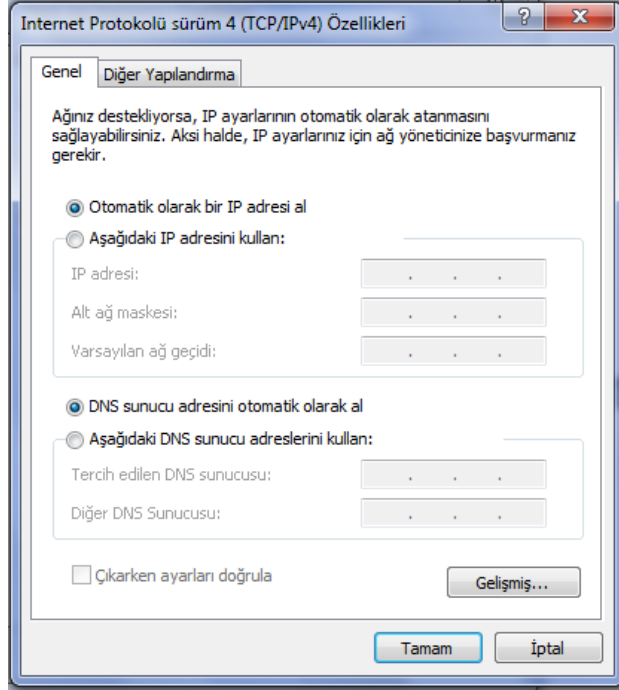 Internet Protokolü sürüm 4 (TCP/IPv4) Özellikleri
Genel
Diğer Yapılandırma
Ağınız destekliyorsa, IP ayarlarının otomatik olarak atanmasını
sağlayabilirsiniz. Aksi halde, IP ayarlarınız için ağ yöneticinize başvurmanız
gerekir.
Otomatik olarak bir IP adresi al
Aşağıdaki IP adresini kullan:
IP adresi:
Alt ağ maskesi:
Varsayılan ağ geçidi:
DNS sunucu adresini otomatik olarak al
Aşağıdaki DNS sunucu adreslerini kullan:
Tercih edilen DNS sunucusu:
Diğer DNS Sunucusu:
Çıkarken ayarları doğrula
Gelişmiş...
Tamam
İptal